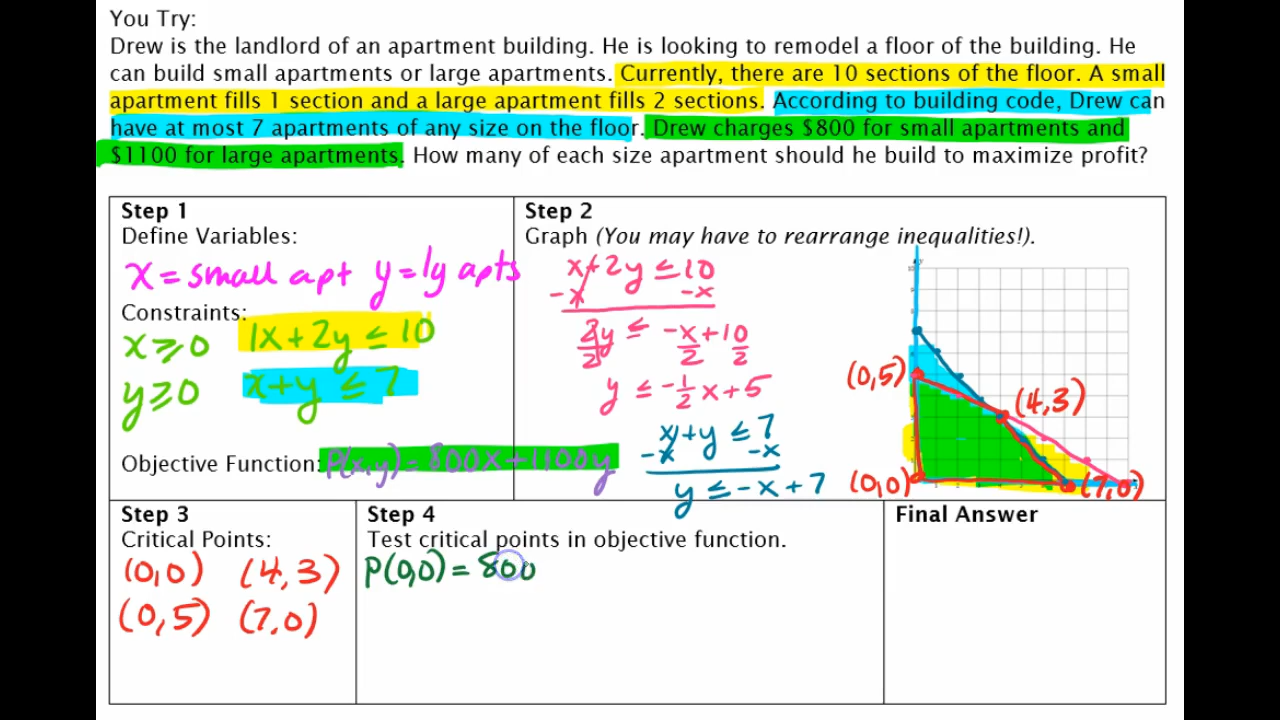 You Try:
Drew is the landlord of an apartment building. He is looking to remodel a floor of the building. He
can build small apartments or large apartments. Currently, there are 10 sections of the floor. A small
apartment fills 1 section and a large apartment fills 2 sections. According to building code, Drew can
have at most 7 apartments of any size on the floor. Drew charges $800 for small apartments and
$1100 for large apartments. How many of each size apartment should he build to maximize profit?
Step 1
Define Variables:
x = small apt y = lg apts
Constraints:
x ≥ 0 1x + 2y ≤ 10
y ≥ 0 x + y ≤ 7
Objective Function: P(x,y) = 800x + 1100y
Step 2
Graph (You may have to rearrange inequalities!).
x + 2y ≤ 10
-x -x
2y/2 ≤ -x/2 + 10/2
y ≤ -1/2 x + 5
x + y ≤ 7
-x -x
y ≤ -x + 7
(0,5)
(4,3)
(0,0)
(7,0)
Step 3
Critical Points:
(0,0) (4,3)
(0,5) (7,0)
Step 4
Test critical points in objective function.
P(0,0) = 800
Final Answer